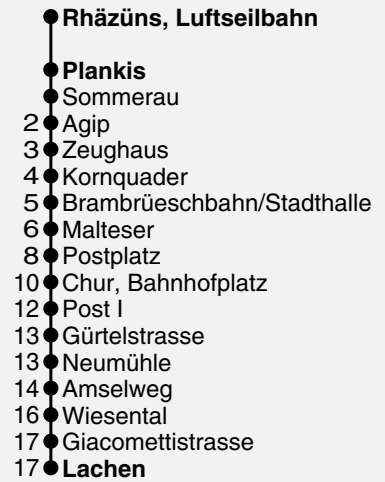 Rhäzüns, Luftseilbahn
Plankis
Sommerau
2 Agip
3 Zeughaus
4 Kornquader
5 Brambrüeschbahn/Stadthalle
6 Malteser
8 Postplatz
10 Chur, Bahnhofplatz
12 Post I
13 Gürtelstrasse
13 Neumühle
14 Amselweg
16 Wiesental
17 Giacomettistrasse
17 Lachen